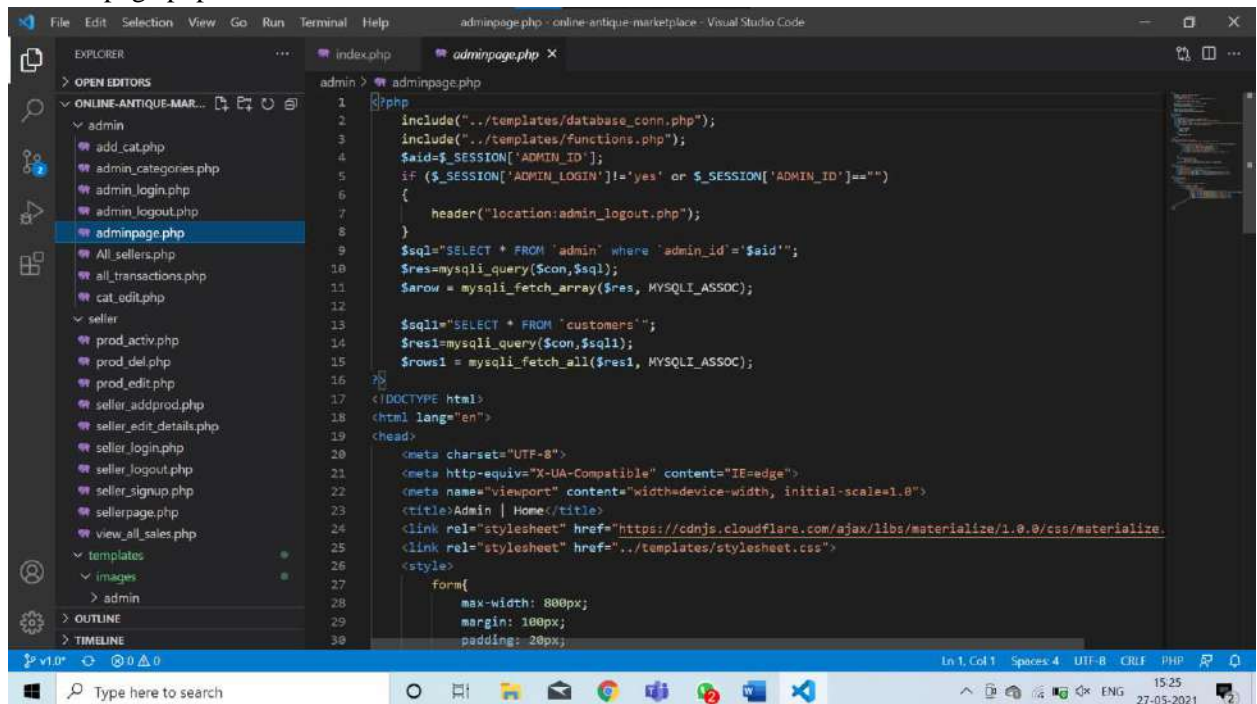 File Edit Selection View Go Run Terminal Help
adminpage.php - online-antique-marketplace - Visual Studio Code
EXPLORER ...
index.php
adminpage.php
OPEN EDITORS
admin > adminpage.php
ONLINE-ANTIQUE-MAR...
admin
add_cat.php
admin_categories.php
admin_login.php
admin_logout.php
adminpage.php
All_sellers.php
all_transactions.php
cat_edit.php
seller
prod_activ.php
prod_del.php
prod_edit.php
seller_addprod.php
seller_edit_details.php
seller_login.php
seller_logout.php
seller_signup.php
sellerpage.php
view_all_sales.php
templates
images
admin
OUTLINE
TIMELINE
1 <?php
2 include("../templates/database_conn.php");
3 include("../templates/functions.php");
4 $aid=$_SESSION['ADMIN_ID'];
5 if ($_SESSION['ADMIN_LOGIN']!='yes' or $_SESSION['ADMIN_ID']=="")
6 {
7 header("location:admin_logout.php");
8 }
9 $sql="SELECT * FROM `admin` where `admin_id`='$aid'";
10 $res=mysqli_query($con,$sql);
11 $arow = mysqli_fetch_array($res, MYSQLI_ASSOC);
12
13 $sql1="SELECT * FROM `customers`";
14 $res1=mysqli_query($con,$sql1);
15 $rows1 = mysqli_fetch_all($res1, MYSQLI_ASSOC);
16 ?>
17 <!DOCTYPE html>
18 <html lang="en">
19 <head>
20 <meta charset="UTF-8">
21 <meta http-equiv="X-UA-Compatible" content="IE=edge">
22 <meta name="viewport" content="width=device-width, initial-scale=1.0">
23 <title>Admin | Home</title>
24 <link rel="stylesheet" href="https://cdnjs.cloudflare.com/ajax/libs/materialize/1.0.0/css/materialize.
25 <link rel="stylesheet" href="../templates/stylesheet.css">
26 <style>
27 form{
28 max-width: 800px;
29 margin: 100px;
30 padding: 20px;
v1.0* 0 0
Ln 1, Col 1 Spaces: 4 UTF-8 CRLF PHP
Type here to search
ENG
15:25
27-05-2021